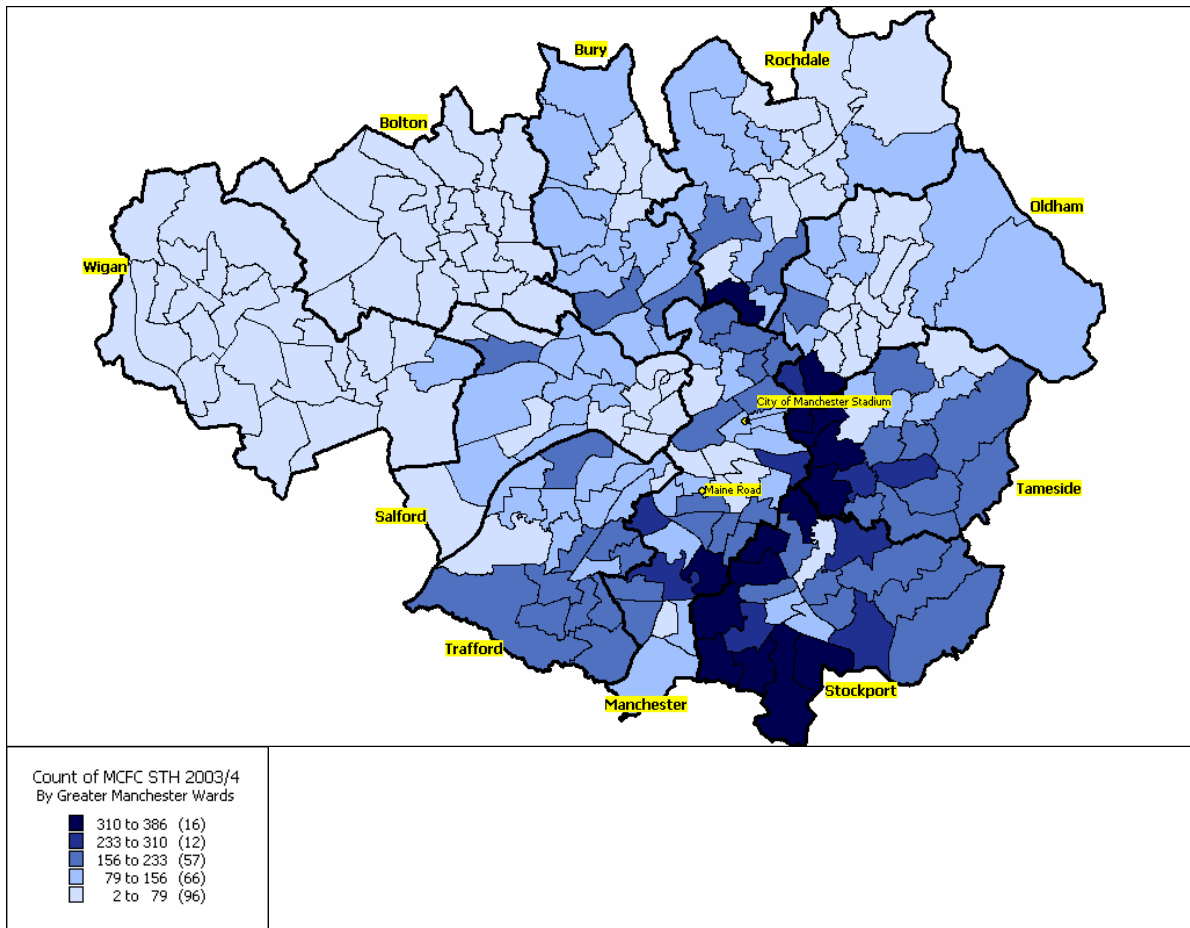 Bury
Rochdale
Bolton
Oldham
Wigan
City of Manchester Stadium
Maine Road
Tameside
Salford
Trafford
Stockport
Manchester
Count of MCFC STH 2003/4
By Greater Manchester Wards
310 to 386 (16)
233 to 310 (12)
156 to 233 (57)
79 to 156 (66)
2 to 79 (96)